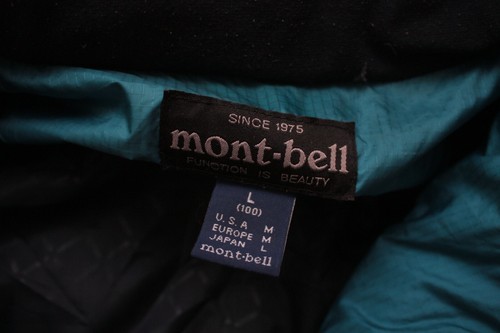 SINCE 1975
mont-bell
FUNCTION IS BEAUTY
L
(100)
U.S.A M
EUROPE M
JAPAN L
mont-bell